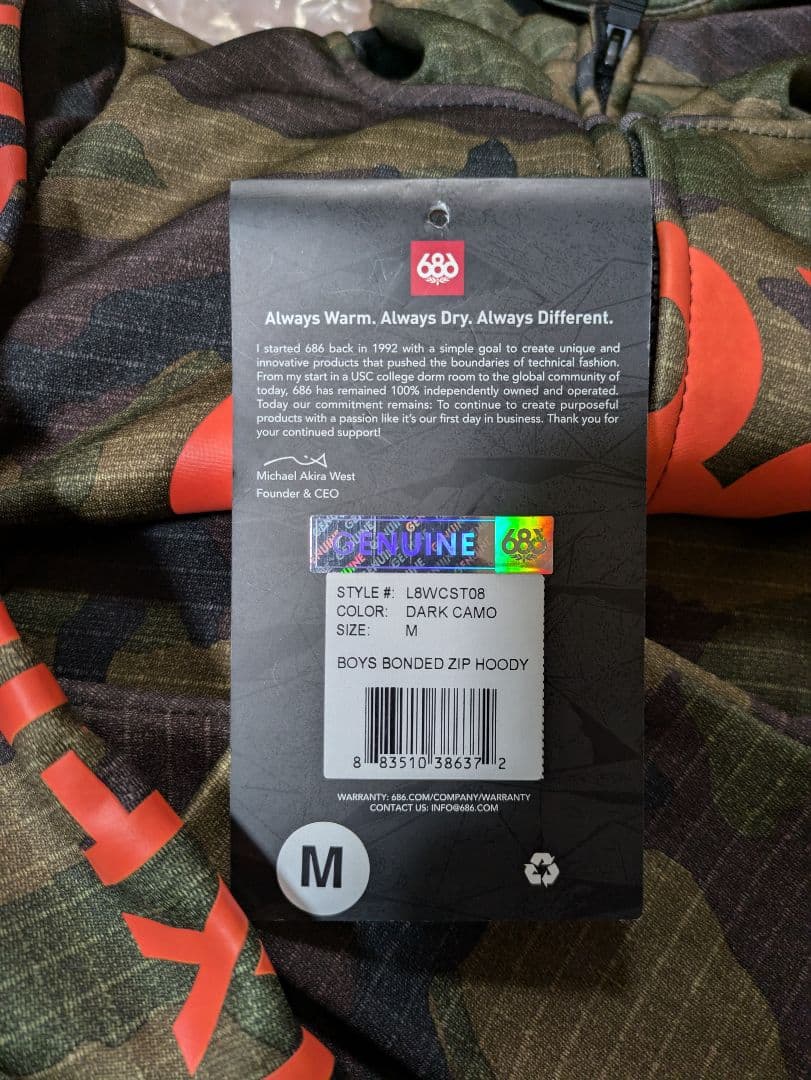 686
Always Warm. Always Dry. Always Different.
I started 686 back in 1992 with a simple goal to create unique and
innovative products that pushed the boundaries of technical fashion.
From my start in a USC college dorm room to the global community of
today, 686 has remained 100% independently owned and operated.
Today our commitment remains: To continue to create purposeful
products with a passion like it's our first day in business. Thank you for
your continued support!
Michael Akira West
Founder & CEO
GENUINE 686
STYLE #: L8WCST08
COLOR: DARK CAMO
SIZE: M
BOYS BONDED ZIP HOODY
8 83510 38637 2
WARRANTY: 686.COM/COMPANY/WARRANTY
CONTACT US: INFO@686.COM
M